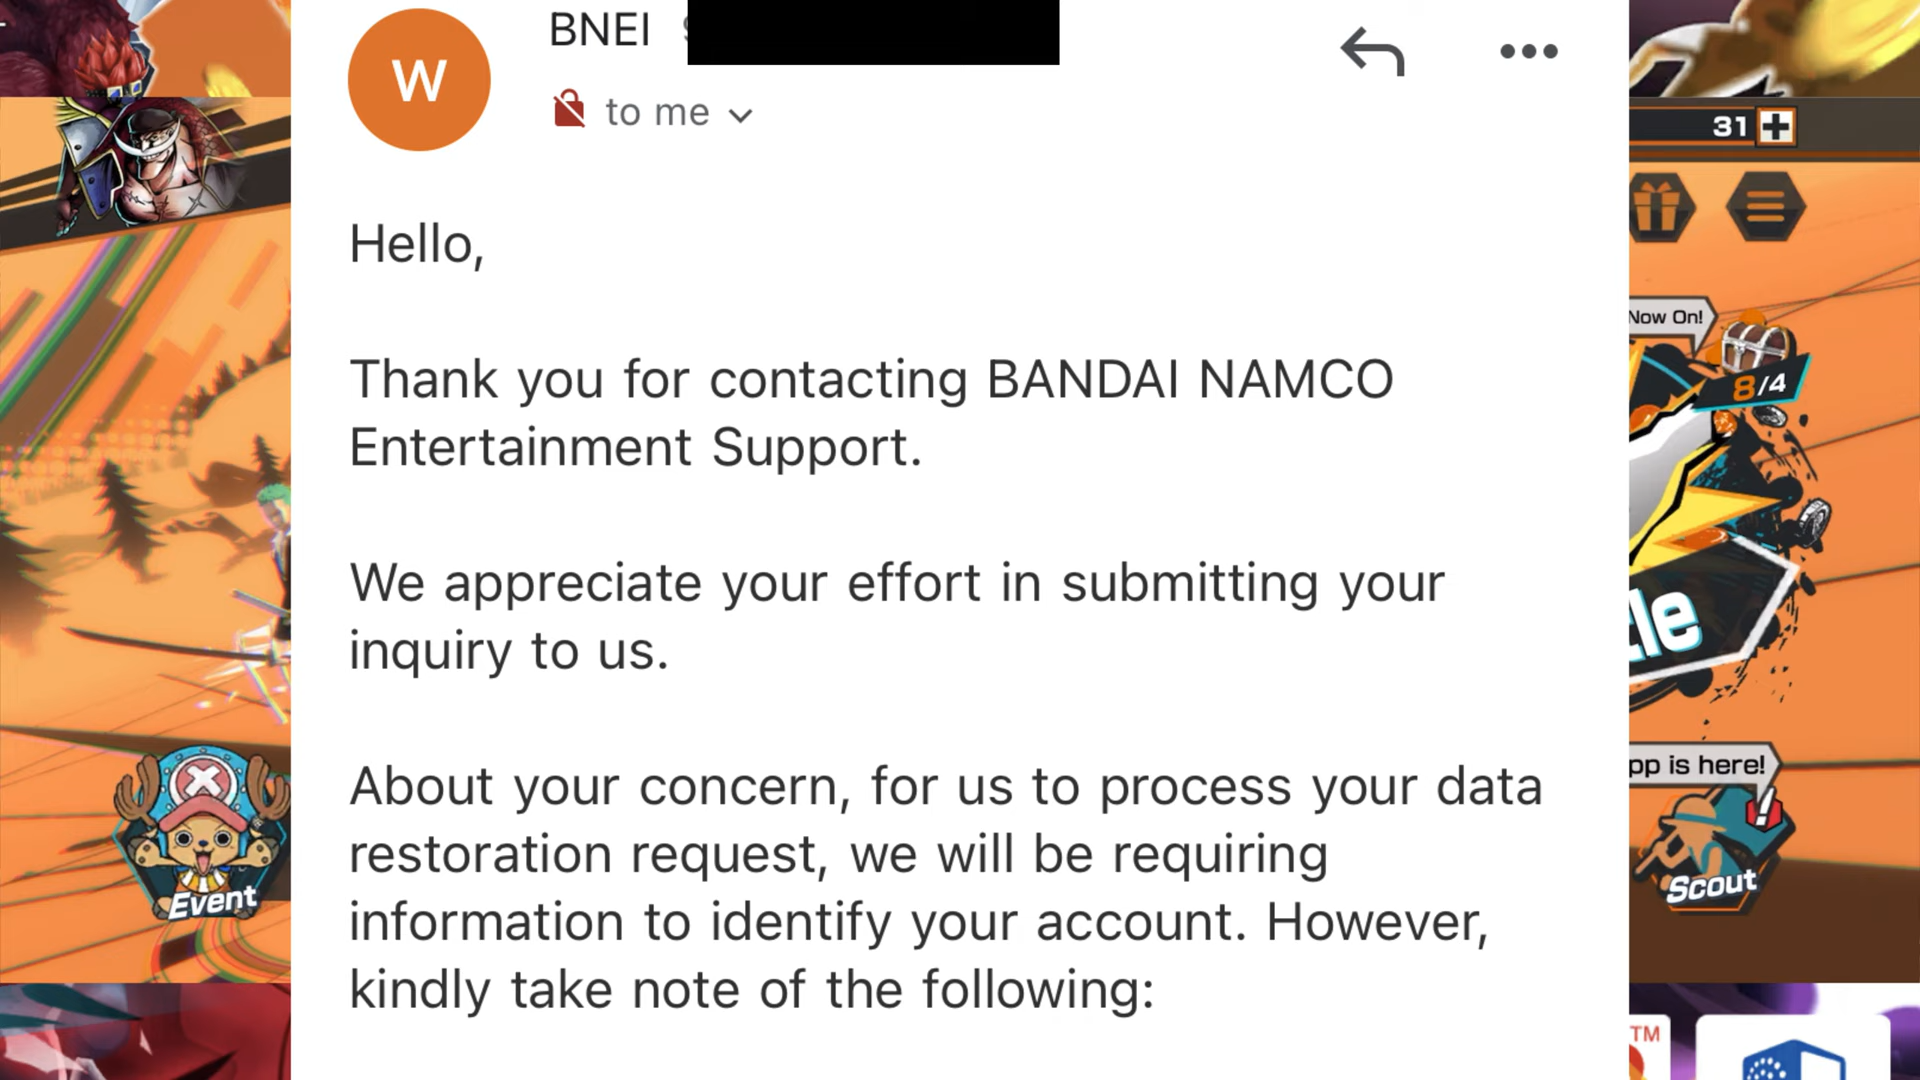 W
BNEI
to me
Hello,
Thank you for contacting BANDAI NAMCO
Entertainment Support.
We appreciate your effort in submitting your
inquiry to us.
About your concern, for us to process your data
restoration request, we will be requiring
information to identify your account. However,
kindly take note of the following:
Event
31
Now On!
8/4
le
pp is here!
Scout
TM